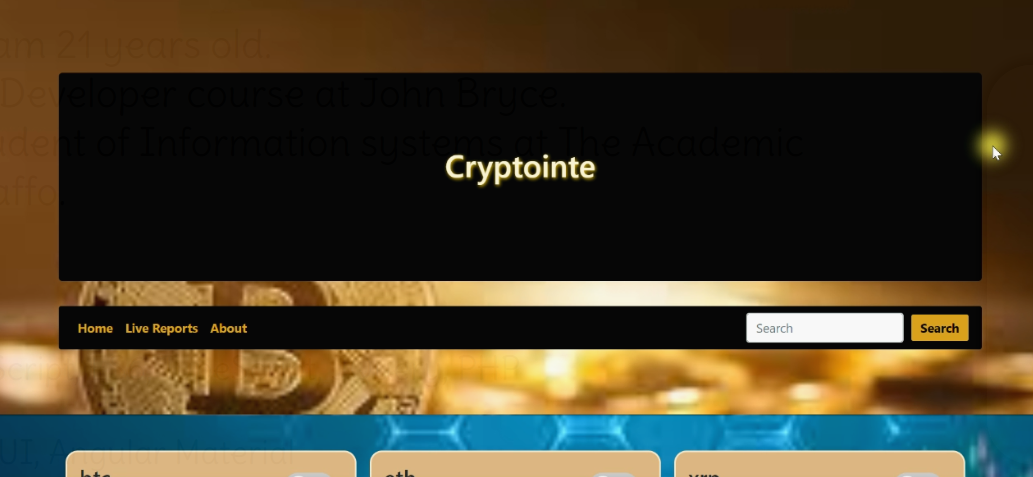 am 21 years old.
Developer course at John Bryce.
udent of Information systems at The Academic
affo.
Cryptointe
Home Live Reports About Search Search
UI, Angular Material
btc eth xrp